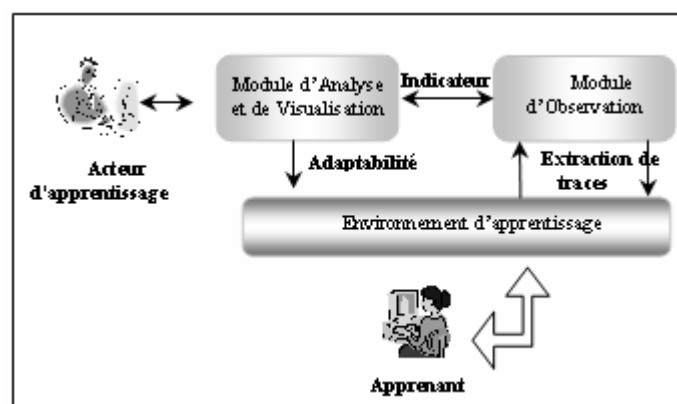 Module d'Analyse
et de Visualisation
Indicateur
Module
d'Observation
Acteur
d'apprentissage
Adaptabilité
Extraction de
traces
Environnement d'apprentissage
Apprenant